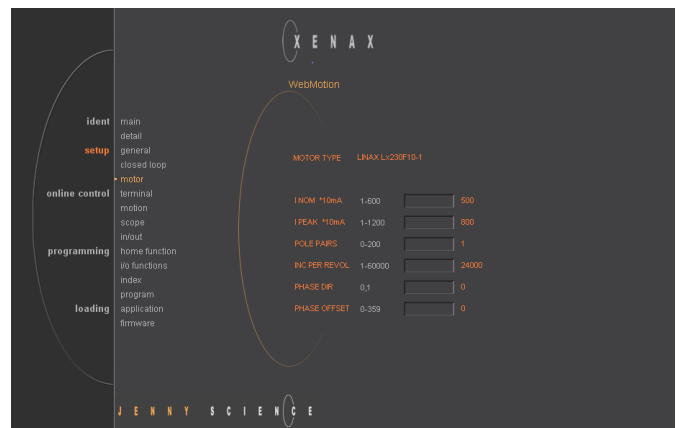 XENAX
WebMotion
ident main
detail
setup general
closed loop
motor
online control terminal
motion
scope
in/out
programming home function
i/o functions
index
program
loading application
firmware
MOTOR TYPE LINAX Lx230F10-1
I NOM *10mA 1-600 500
I PEAK *10mA 1-1200 800
POLE PAIRS 0-200 1
INC PER REVOL 1-60000 24000
PHASE DIR 0,1 0
PHASE OFFSET 0-359 0
JENNY SCIENCE